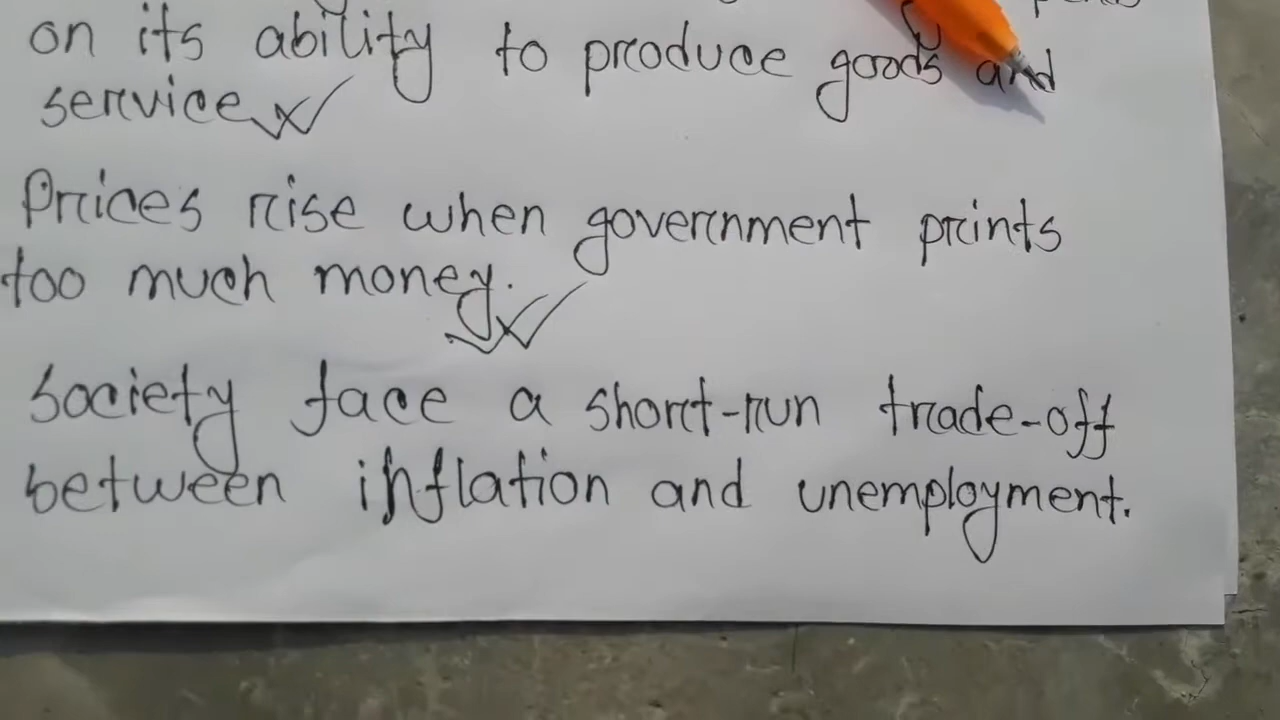 on its ability to produce goods and
service
Prices rise when government prints
too much money.
Society face a short-run trade-off
between inflation and unemployment.